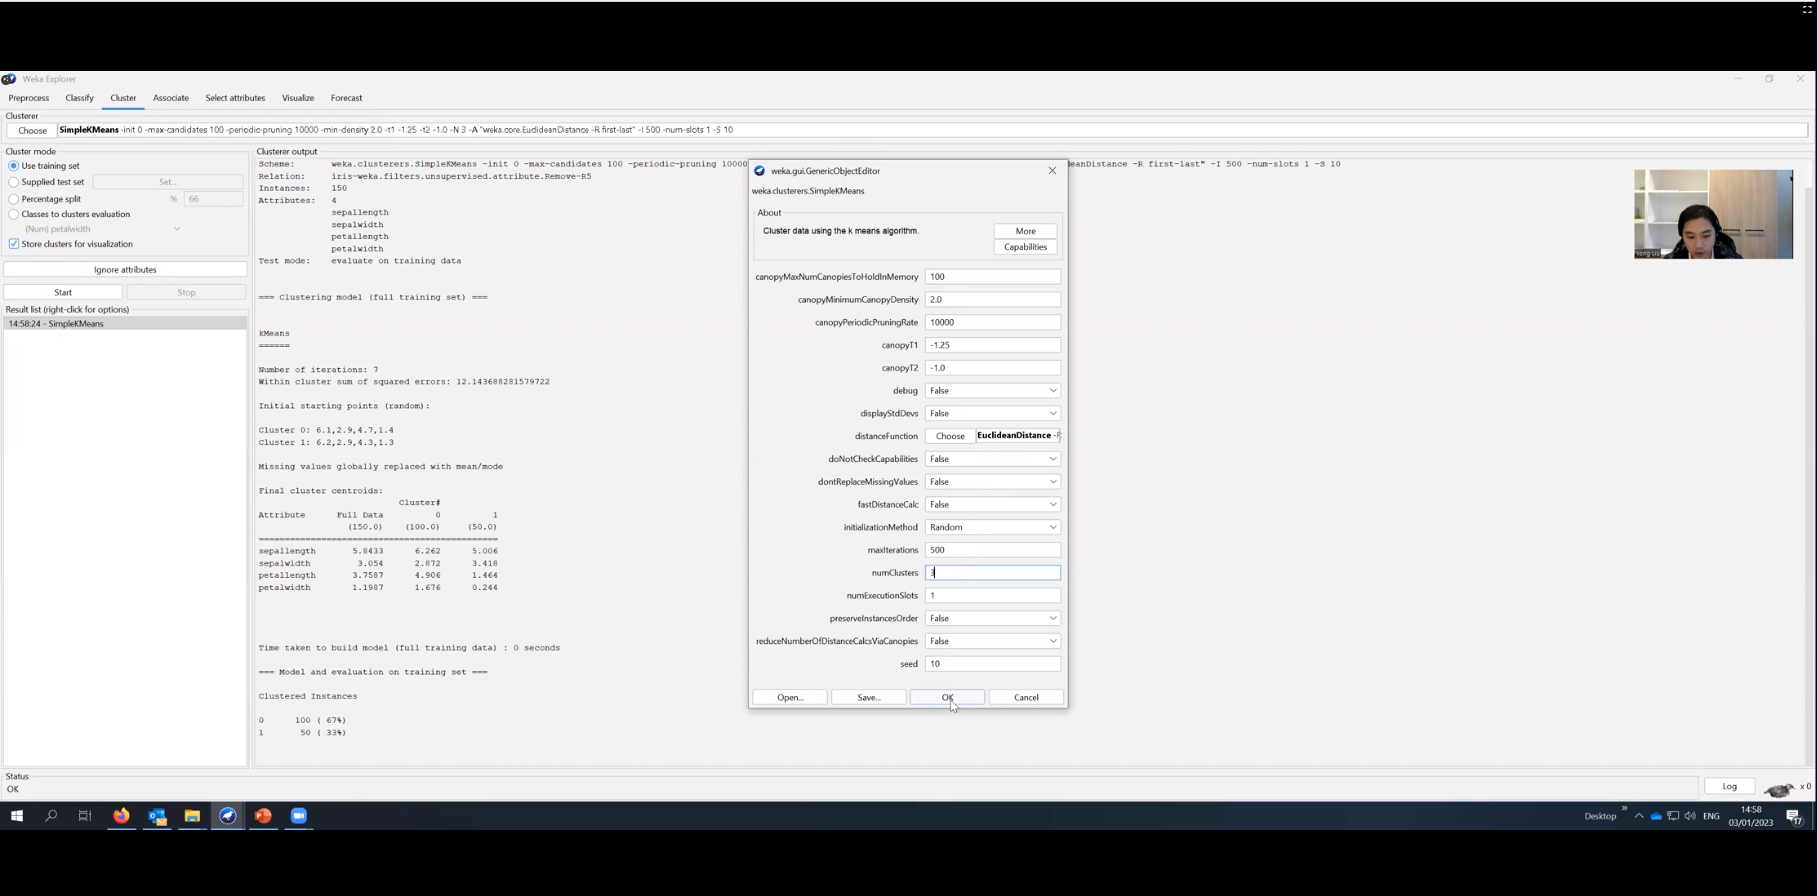 Weka Explorer
Preprocess Classify Cluster Associate Select attributes Visualize Forecast
Clusterer
Choose SimpleKMeans -init 0 -max-candidates 100 -periodic-pruning 10000 -min-density 2.0 -t1 -1.25 -t2 -1.0 -N 3 -A "weka.core.EuclideanDistance -R first-last" -I 500 -num-slots 1 -S 10
Cluster mode
Use training set
Supplied test set Set...
Percentage split % 66
Classes to clusters evaluation
(Num) petalwidth
Store clusters for visualization
Ignore attributes
Start Stop
Result list (right-click for options)
14:58:24 - SimpleKMeans
Clusterer output
Scheme: weka.clusterers.SimpleKMeans -init 0 -max-candidates 100 -periodic-pruning 10000 eanDistance -R first-last" -I 500 -num-slots 1 -S 10
Relation: iris-weka.filters.unsupervised.attribute.Remove-R5
Instances: 150
Attributes: 4
sepallength
sepalwidth
petallength
petalwidth
Test mode: evaluate on training data
=== Clustering model (full training set) ===
kMeans
======
Number of iterations: 7
Within cluster sum of squared errors: 12.143688281579722
Initial starting points (random):
Cluster 0: 6.1,2.9,4.7,1.4
Cluster 1: 6.2,2.9,4.3,1.3
Missing values globally replaced with mean/mode
Final cluster centroids:
Cluster#
Attribute Full Data 0 1
(150.0) (100.0) (50.0)
==========================================
sepallength 5.8433 6.262 5.006
sepalwidth 3.054 2.872 3.418
petallength 3.7587 4.906 1.464
petalwidth 1.1987 1.676 0.244
Time taken to build model (full training data) : 0 seconds
=== Model and evaluation on training set ===
Clustered Instances
0 100 ( 67%)
1 50 ( 33%)
weka.gui.GenericObjectEditor
weka.clusterers.SimpleKMeans
About
Cluster data using the k means algorithm. More
Capabilities
canopyMaxNumCanopiesToHoldInMemory 100
canopyMinimumCanopyDensity 2.0
canopyPeriodicPruningRate 10000
canopyT1 -1.25
canopyT2 -1.0
debug False
displayStdDevs False
distanceFunction Choose EuclideanDistance -R
doNotCheckCapabilities False
dontReplaceMissingValues False
fastDistanceCalc False
initializationMethod Random
maxIterations 500
numClusters 3
numExecutionSlots 1
preserveInstancesOrder False
reduceNumberOfDistanceCalcsViaCanopies False
seed 10
Open... Save... OK Cancel
Yong Liu
Status
OK
Log x 0
Desktop » ENG 14:58
03/01/2023
17